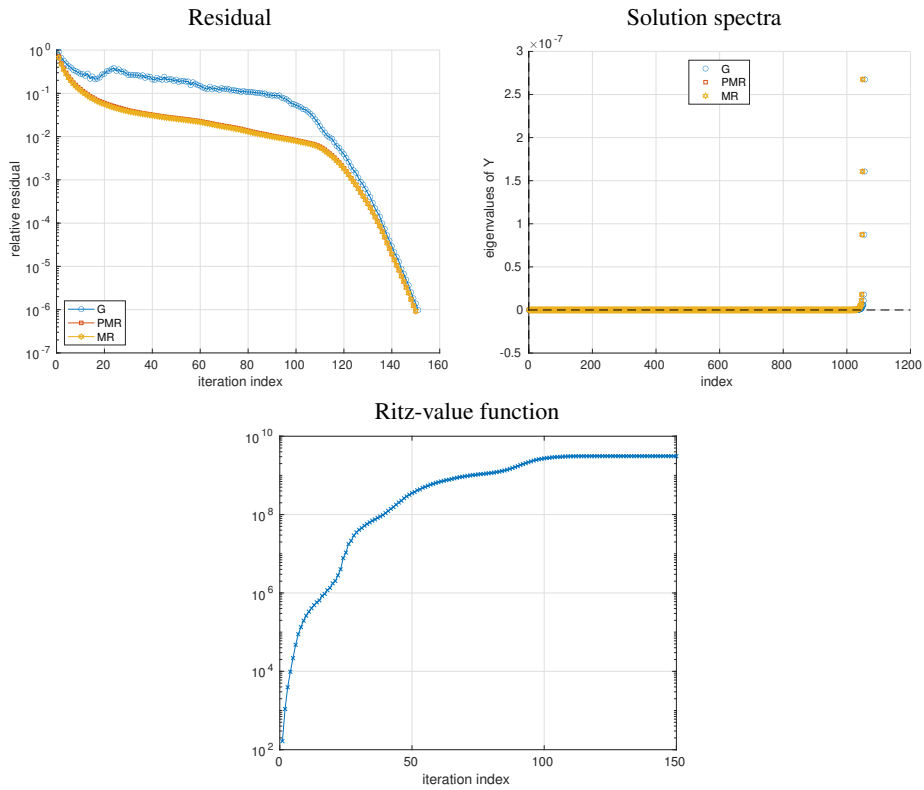 Residual
10^0
10^-1
10^-2
10^-3
10^-4
10^-5
10^-6
10^-7
relative residual
G
PMR
MR
0 20 40 60 80 100 120 140 160
iteration index
Solution spectra
×10^-7
3
2.5
2
1.5
1
0.5
0
-0.5
eigenvalues of Y
G
PMR
MR
0 200 400 600 800 1000 1200
index
Ritz-value function
10^10
10^8
10^6
10^4
10^2
0 50 100 150
iteration index